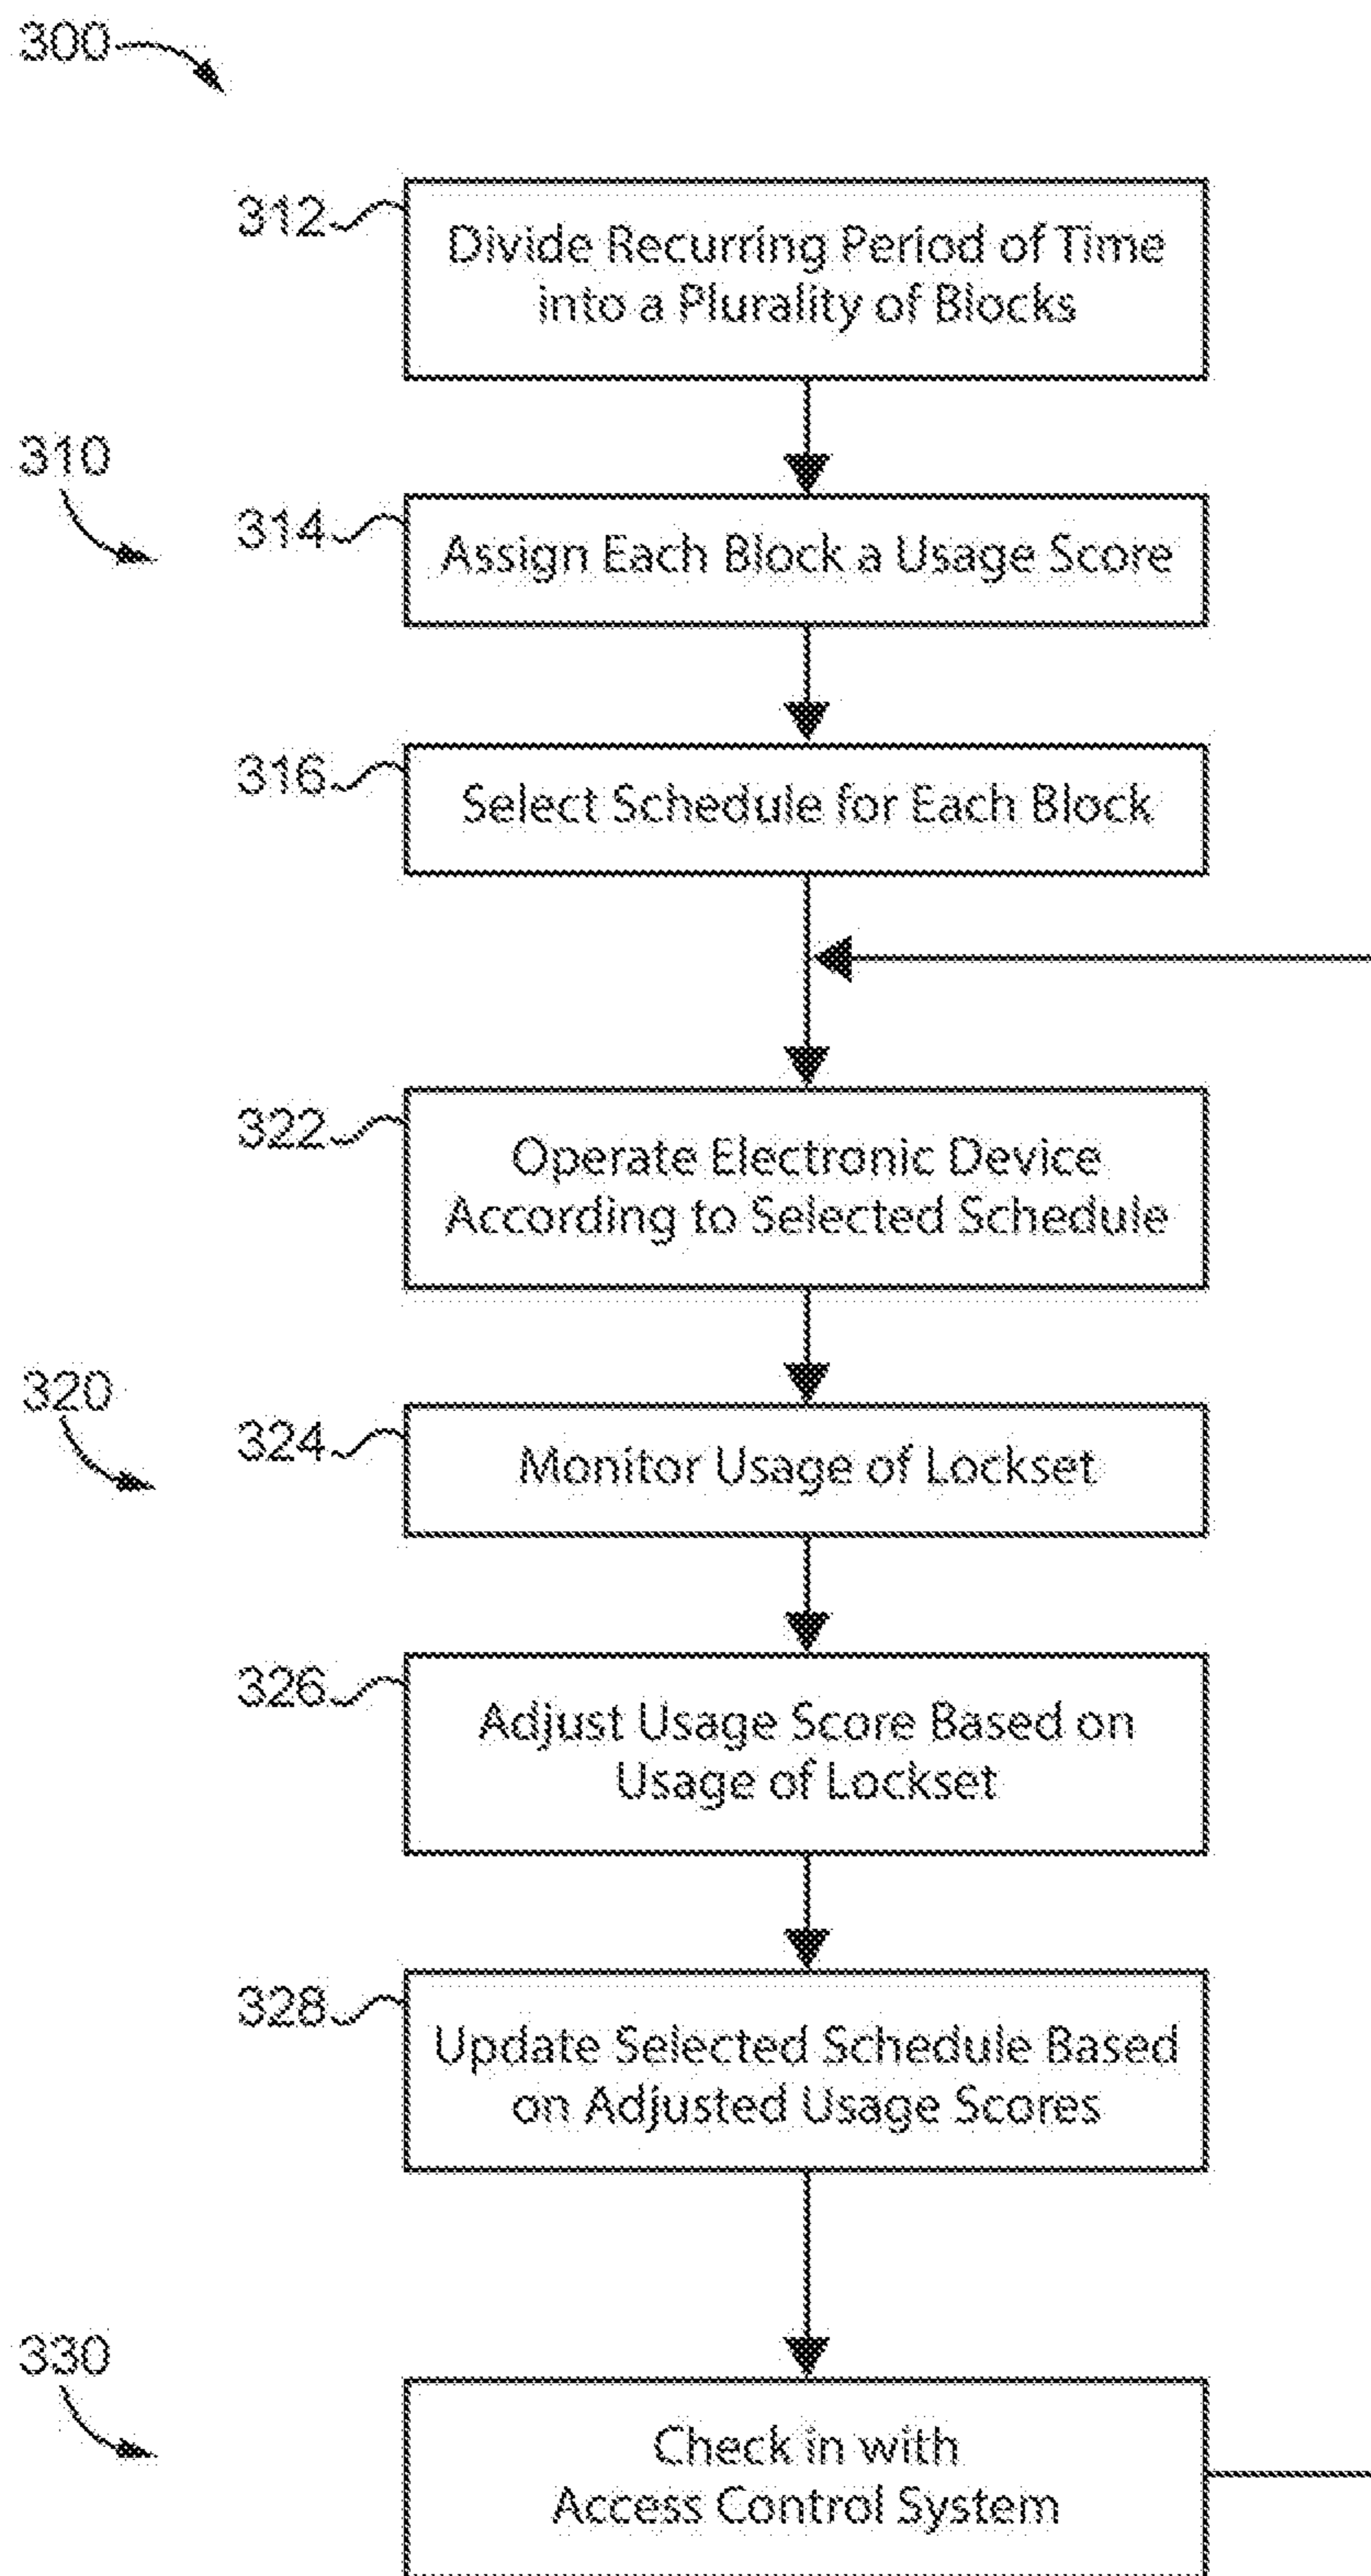 300
312
Divide Recurring Period of Time
into a Plurality of Blocks
310
314
Assign Each Block a Usage Score
316
Select Schedule for Each Block
322
Operate Electronic Device
According to Selected Schedule
320
324
Monitor Usage of Lockset
326
Adjust Usage Score Based on
Usage of Lockset
328
Update Selected Schedule Based
on Adjusted Usage Scores
330
Check in with
Access Control System